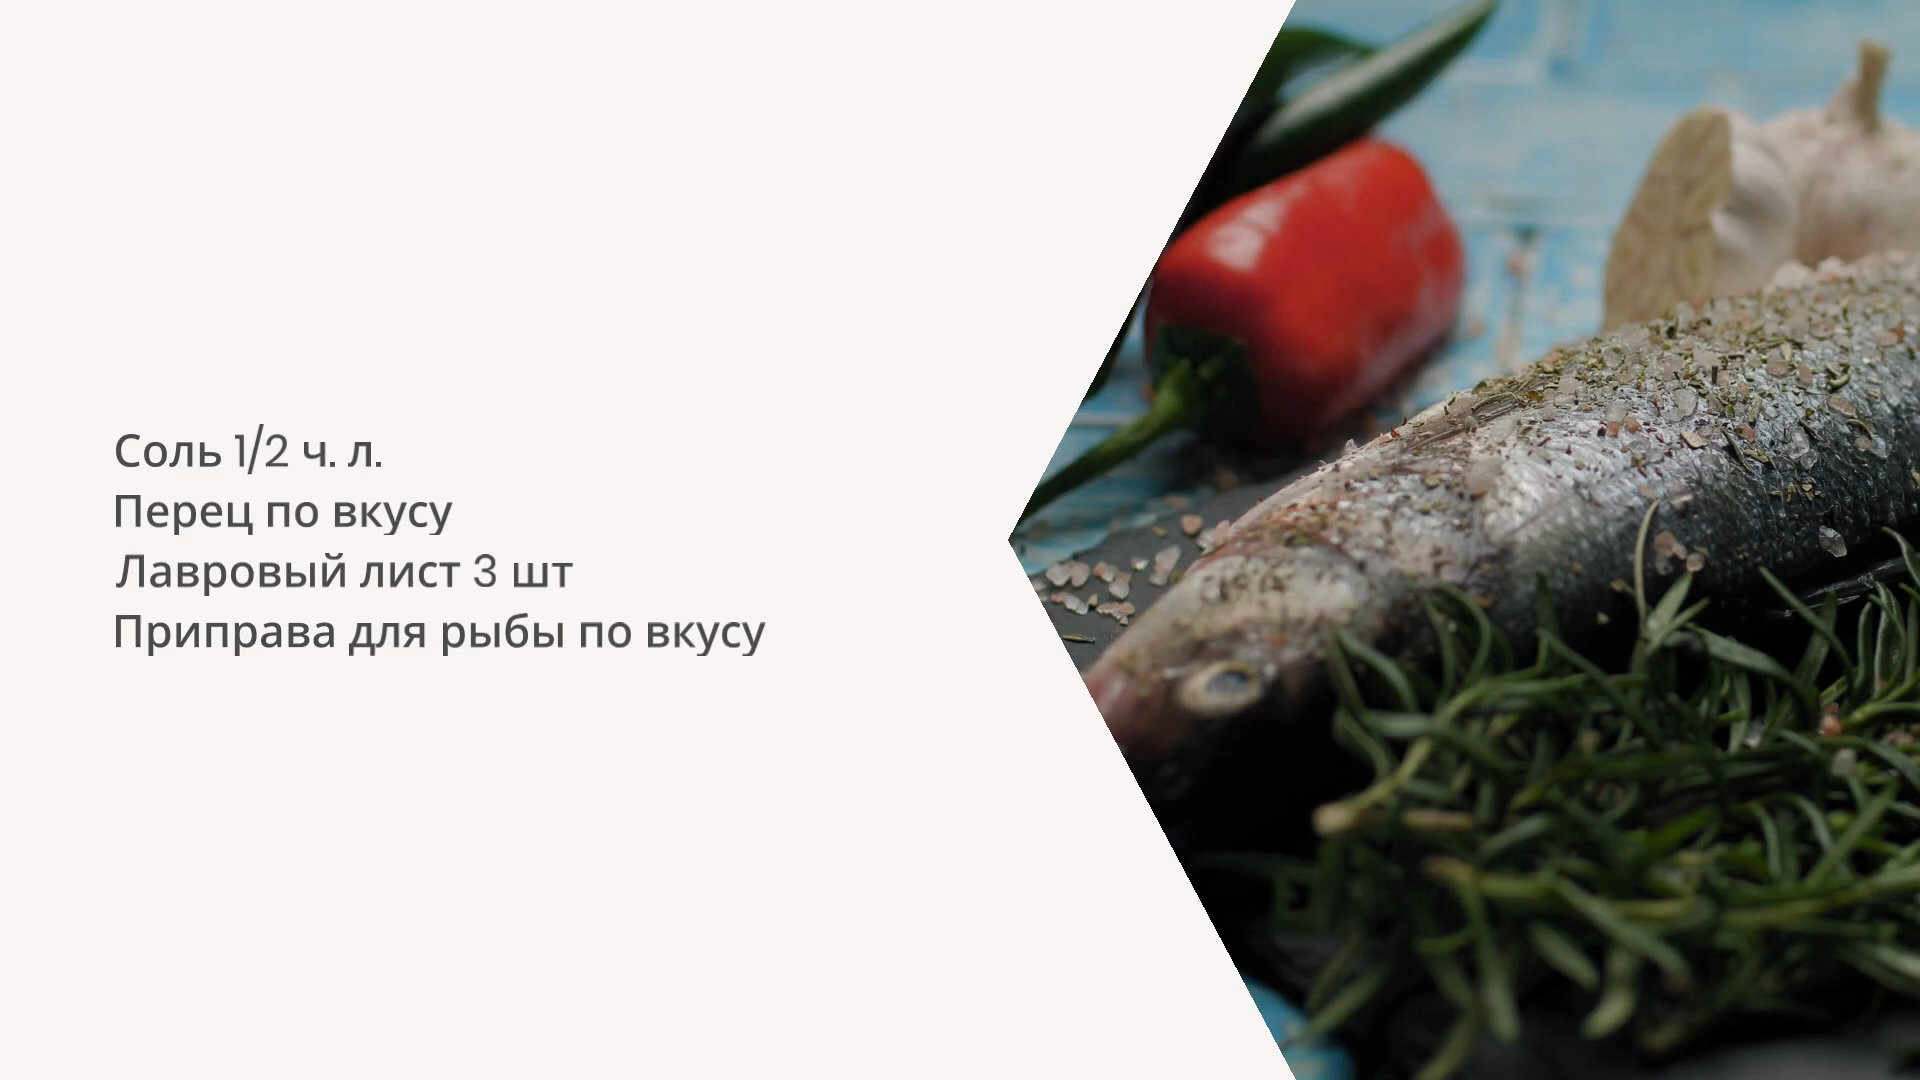 Соль 1/2 ч. л.
Перец по вкусу
Лавровый лист 3 шт
Приправа для рыбы по вкусу